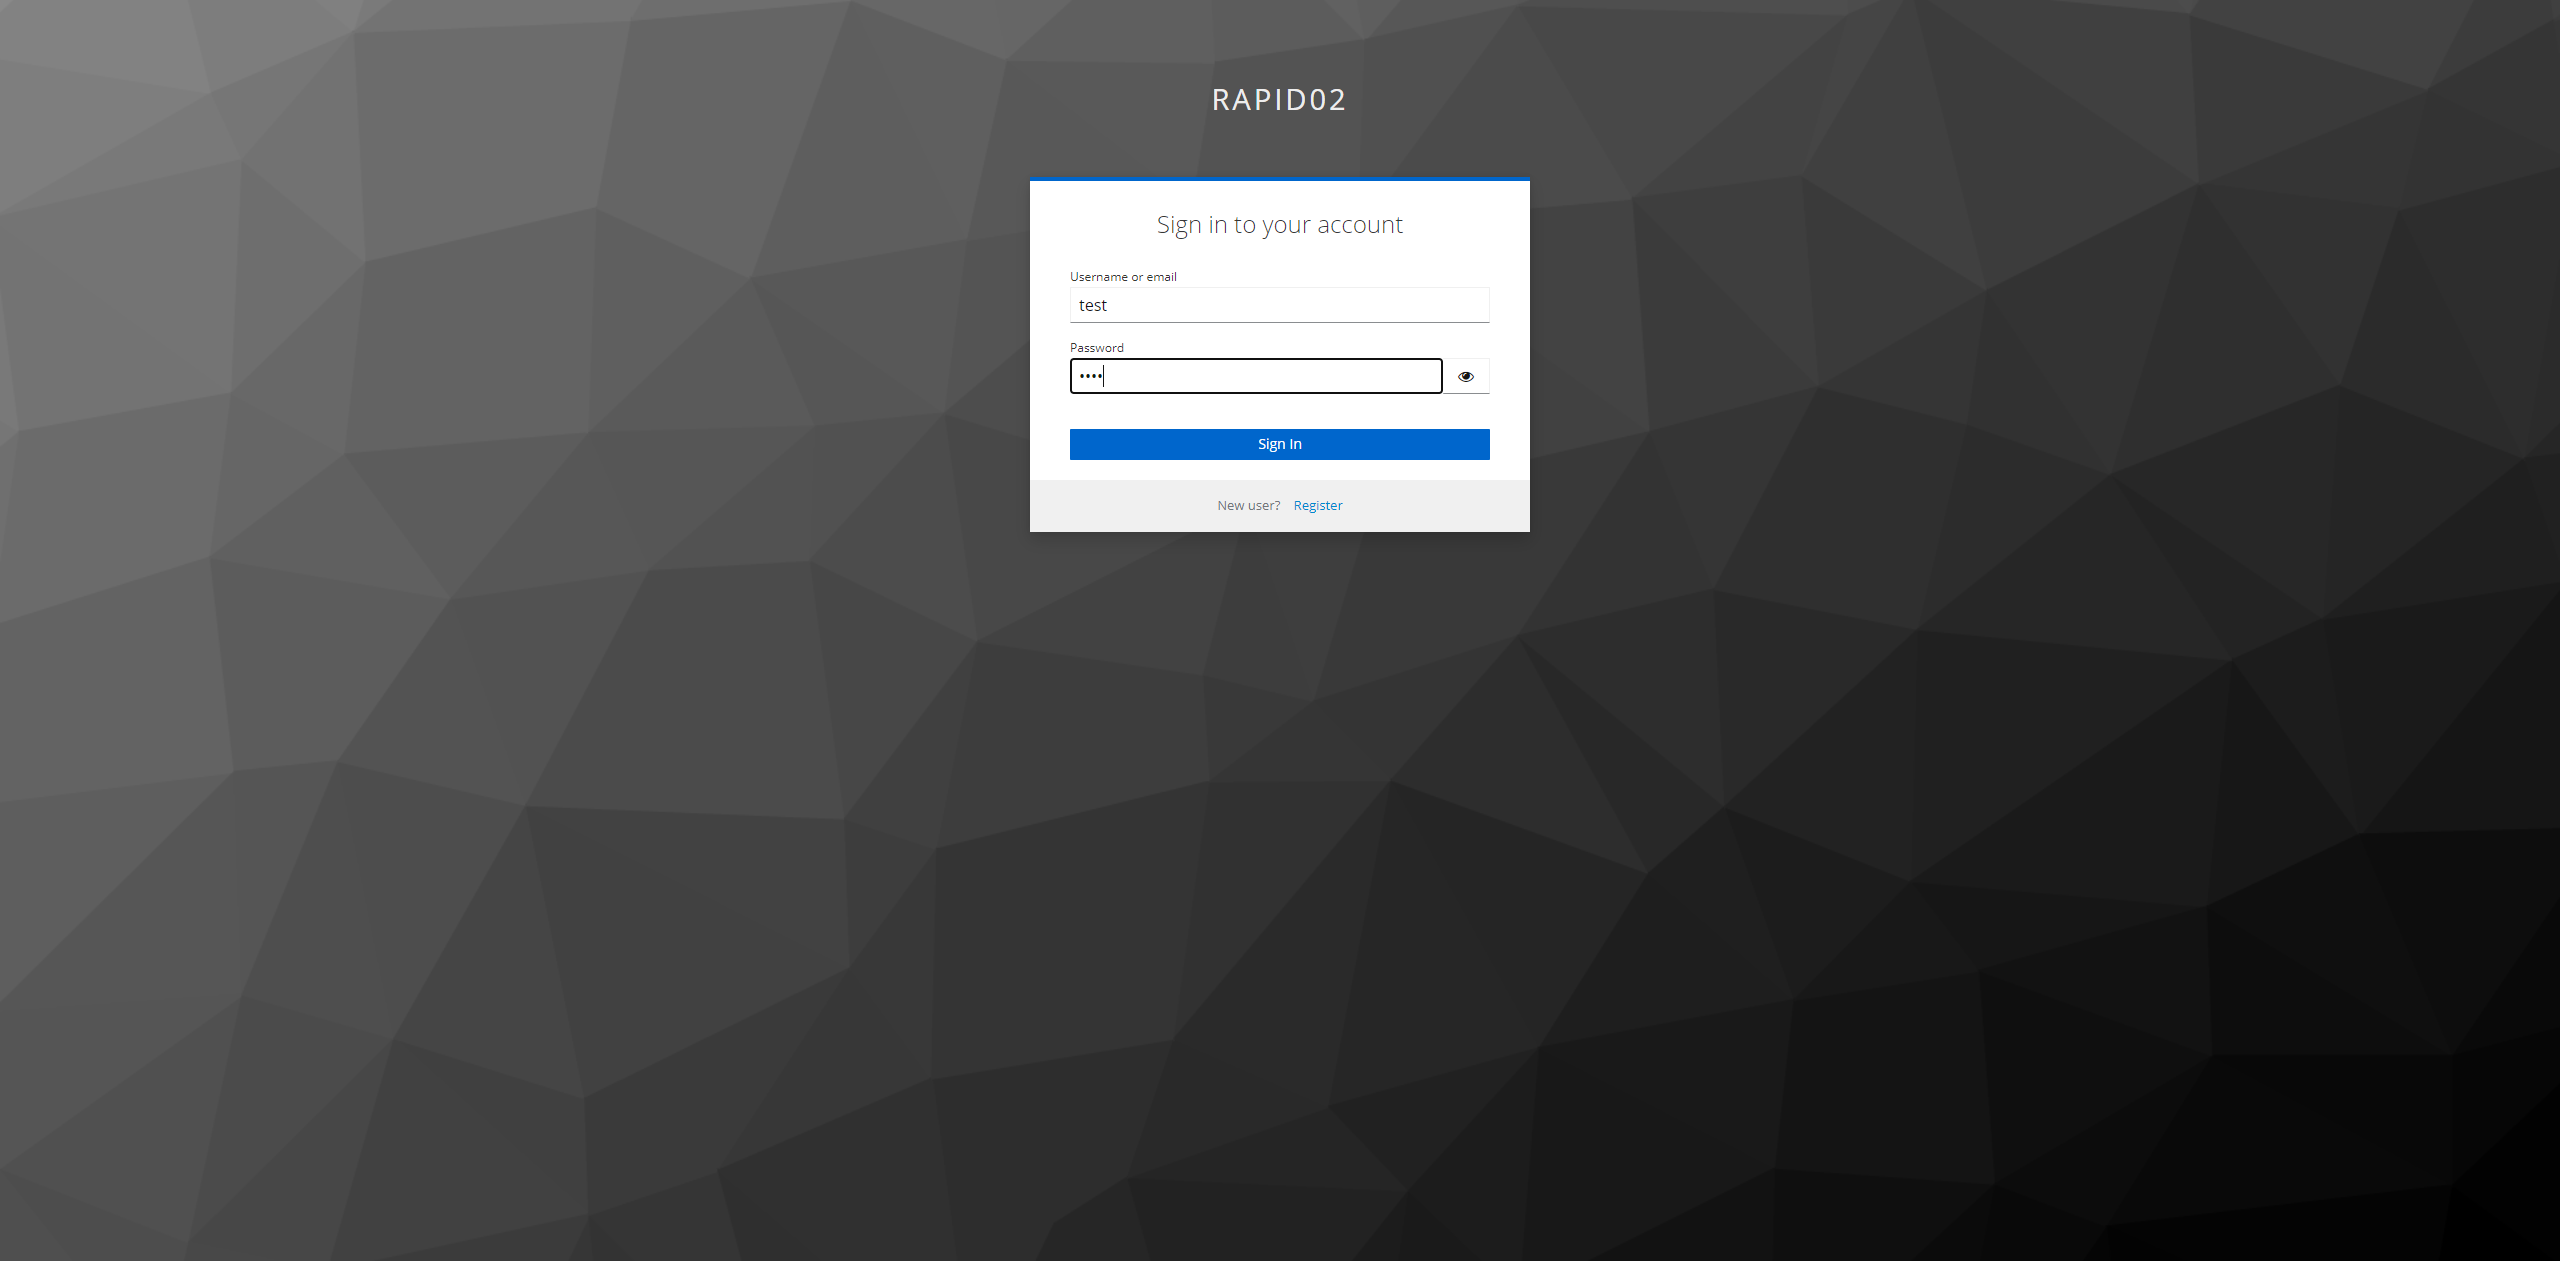 RAPID02
Sign in to your account
Username or email
test
Password
••••
Sign In
New user? Register